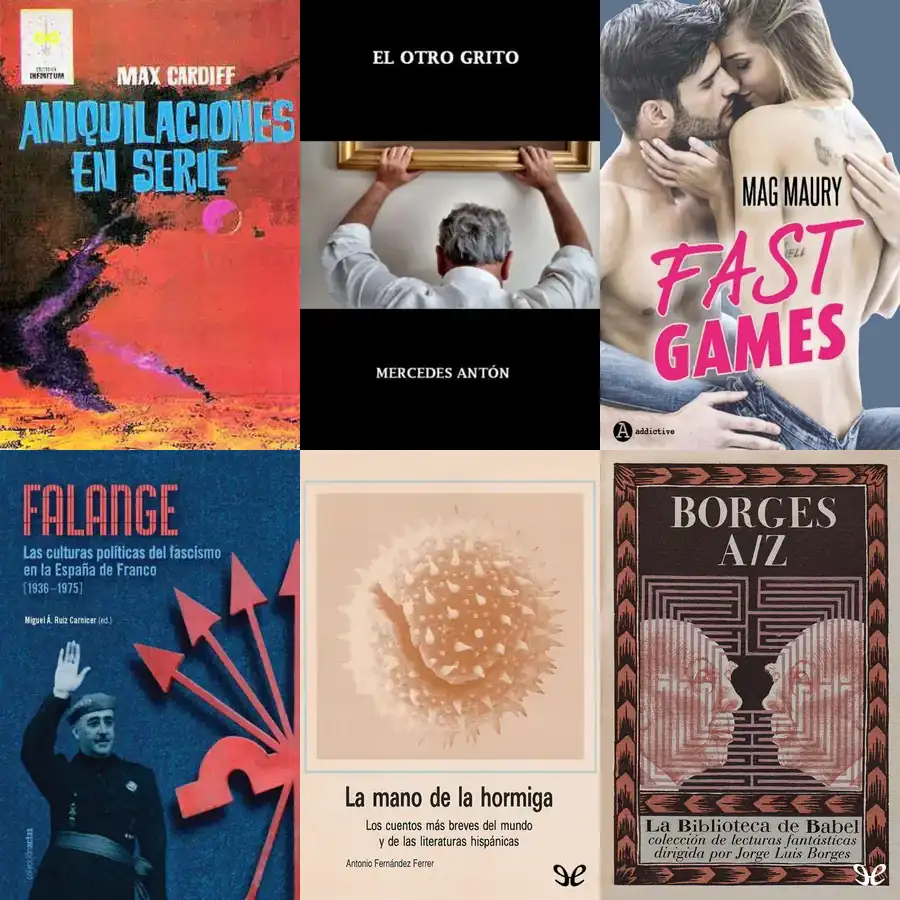 INFINITUM
MAX CARDIFF
ANIQUILACIONES
EN SERIE
EL OTRO GRITO
MERCEDES ANTÓN
MAG MAURY
FAST
GAMES
A addictive
FALANGE
Las culturas políticas del fascismo
en la España de Franco
[1936–1975]
Miguel Á. Ruiz Carnicer (ed.)
colecciónactas
La mano de la hormiga
Los cuentos más breves del mundo
y de las literaturas hispánicas
Antonio Fernández Ferrer
BORGES
A/Z
La Biblioteca de Babel
colección de lecturas fantásticas
dirigida por Jorge Luis Borges